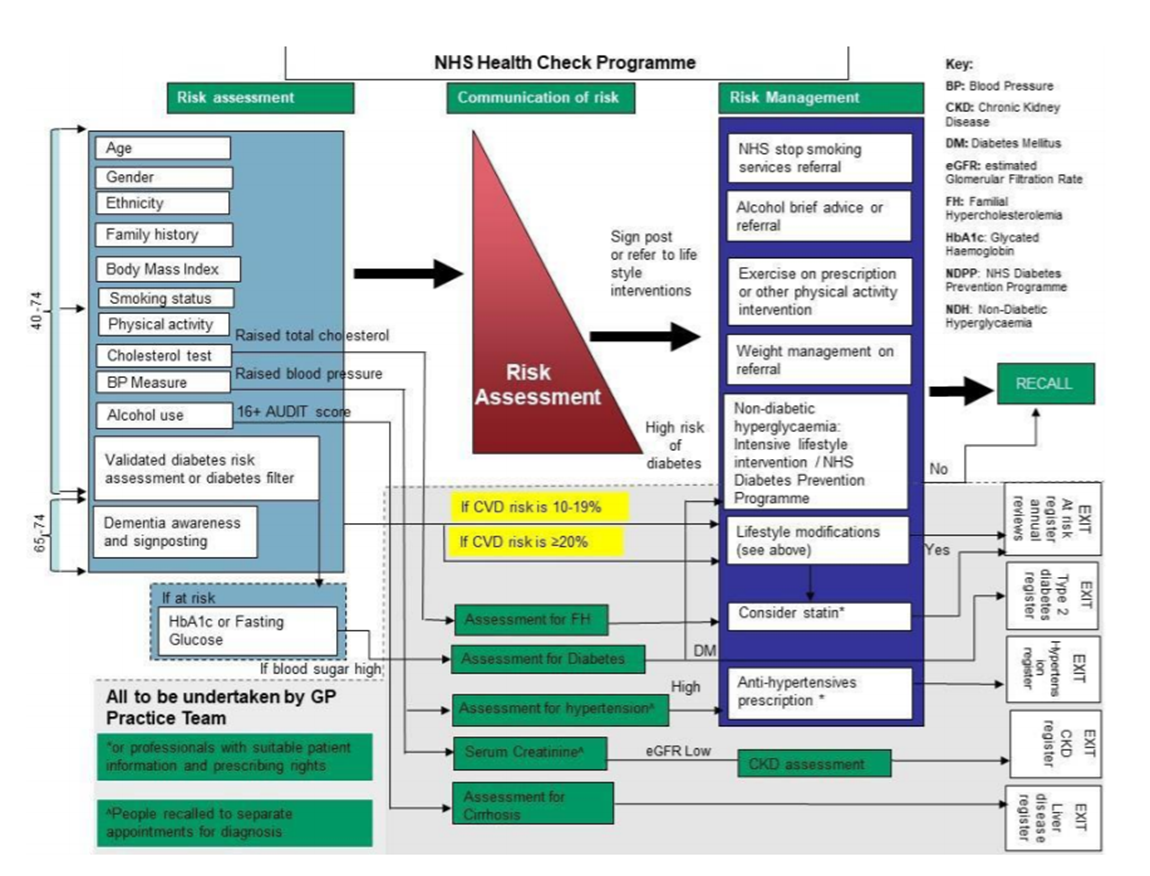 NHS Health Check Programme
Risk assessment
Communication of risk
Risk Management
Key:
BP: Blood Pressure
CKD: Chronic Kidney
Disease
DM: Diabetes Mellitus
eGFR: estimated
Glomerular Filtration Rate
FH: Familial
Hypercholesterolemia
HbA1c: Glycated
Haemoglobin
NDPP: NHS Diabetes
Prevention Programme
NDH: Non-Diabetic
Hyperglycaemia
40-74
65-74
Age
Gender
Ethnicity
Family history
Body Mass Index
Smoking status
Physical activity
Cholesterol test
BP Measure
Alcohol use
Validated diabetes risk
assessment or diabetes filter
Dementia awareness
and signposting
Raised total cholesterol
Raised blood pressure
16+ AUDIT score
If at risk
HbA1c or Fasting
Glucose
If blood sugar high
Risk
Assessment
Sign post
or refer to life
style
interventions
High risk
of
diabetes
If CVD risk is 10-19%
If CVD risk is ≥20%
Assessment for FH
Assessment for Diabetes
DM
Assessment for hypertension^
High
Serum Creatinine^
eGFR Low
CKD assessment
Assessment for
Cirrhosis
NHS stop smoking
services referral
Alcohol brief advice or
referral
Exercise on prescription
or other physical activity
intervention
Weight management on
referral
Non-diabetic
hyperglycaemia:
Intensive lifestyle
intervention / NHS
Diabetes Prevention
Programme
Lifestyle modifications
(see above)
Consider statin*
Anti-hypertensives
prescription *
RECALL
No
Yes
EXIT
At risk
register
annual
reviews
EXIT
Type 2
diabetes
register
EXIT
Hypertens
ion
register
EXIT
CKD
register
EXIT
Liver
disease
register
All to be undertaken by GP
Practice Team
*or professionals with suitable patient
information and prescribing rights
^People recalled to separate
appointments for diagnosis